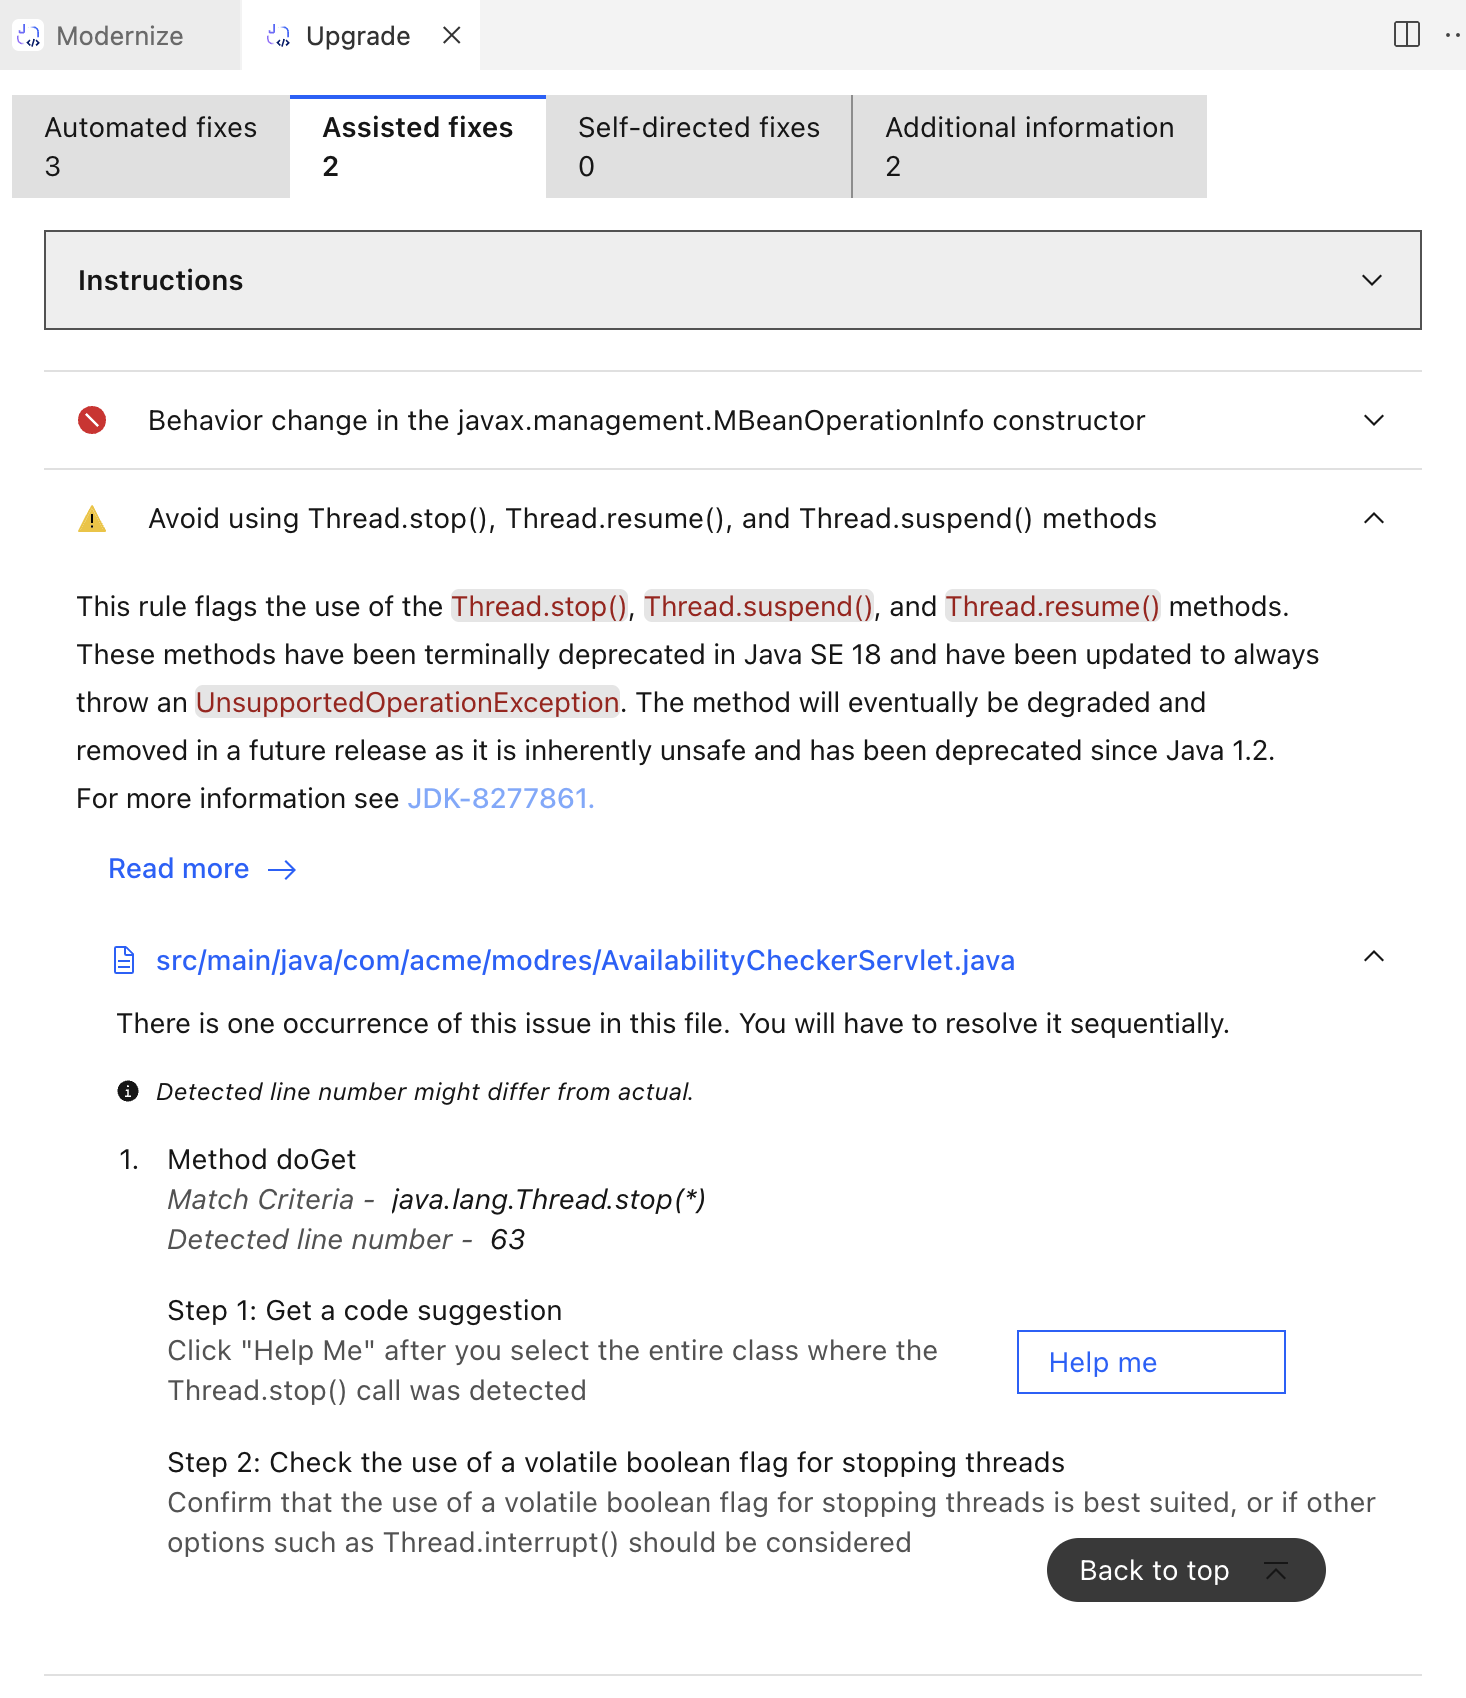 Modernize
Upgrade
Automated fixes
3
Assisted fixes
2
Self-directed fixes
0
Additional information
2
Instructions
Behavior change in the javax.management.MBeanOperationInfo constructor
Avoid using Thread.stop(), Thread.resume(), and Thread.suspend() methods
This rule flags the use of the Thread.stop(), Thread.suspend(), and Thread.resume() methods.
These methods have been terminally deprecated in Java SE 18 and have been updated to always
throw an UnsupportedOperationException. The method will eventually be degraded and
removed in a future release as it is inherently unsafe and has been deprecated since Java 1.2.
For more information see JDK-8277861.
Read more
src/main/java/com/acme/modres/AvailabilityCheckerServlet.java
There is one occurrence of this issue in this file. You will have to resolve it sequentially.
Detected line number might differ from actual.
1. Method doGet
Match Criteria - java.lang.Thread.stop(*)
Detected line number - 63
Step 1: Get a code suggestion
Click "Help Me" after you select the entire class where the
Thread.stop() call was detected
Help me
Step 2: Check the use of a volatile boolean flag for stopping threads
Confirm that the use of a volatile boolean flag for stopping threads is best suited, or if other
options such as Thread.interrupt() should be considered
Back to top